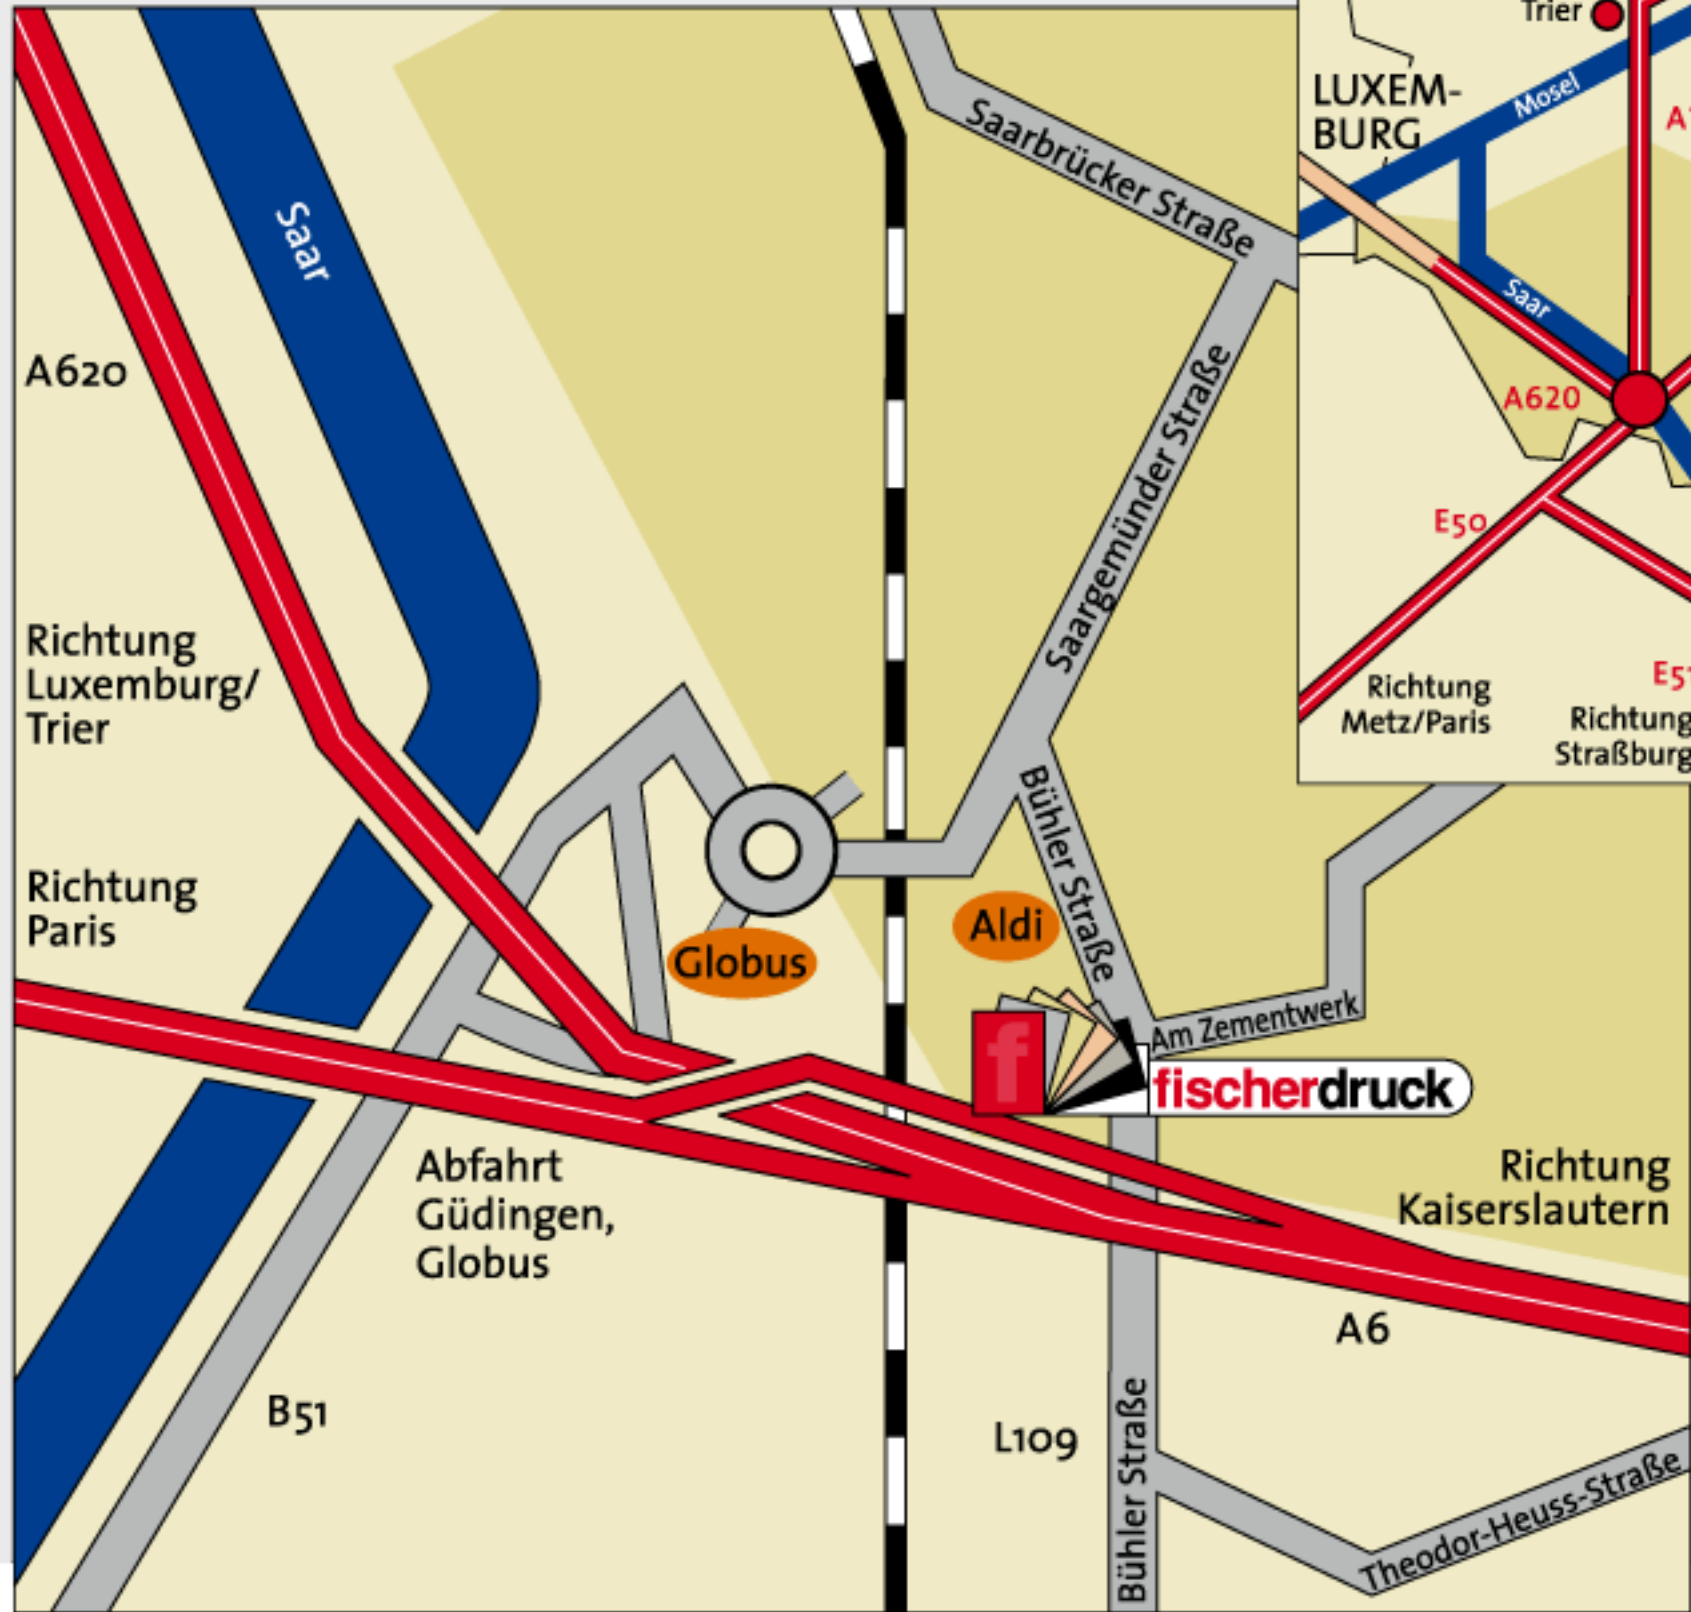 Trier
LUXEM-
BURG
Mosel
Saar
A620
E50
Richtung
Metz/Paris
Richtung
Straßburg
Saarbrücker Straße
Saar
A620
Saargemünder Straße
Richtung
Luxemburg/
Trier
Bühler Straße
Richtung
Paris
Aldi
Globus
Am Zementwerk
f
fischerdruck
Abfahrt
Güdingen,
Globus
Richtung
Kaiserslautern
A6
B51
L109
Bühler Straße
Theodor-Heuss-Straße